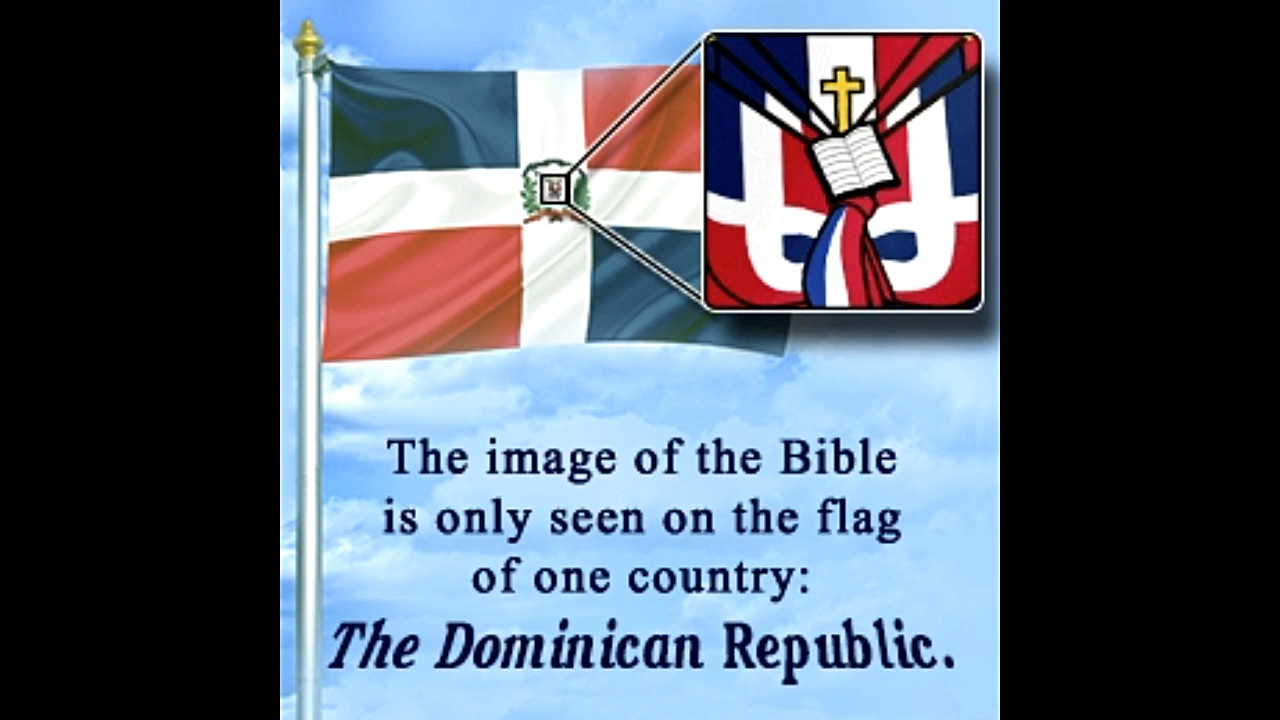 The image of the Bible
is only seen on the flag
of one country:
The Dominican Republic.